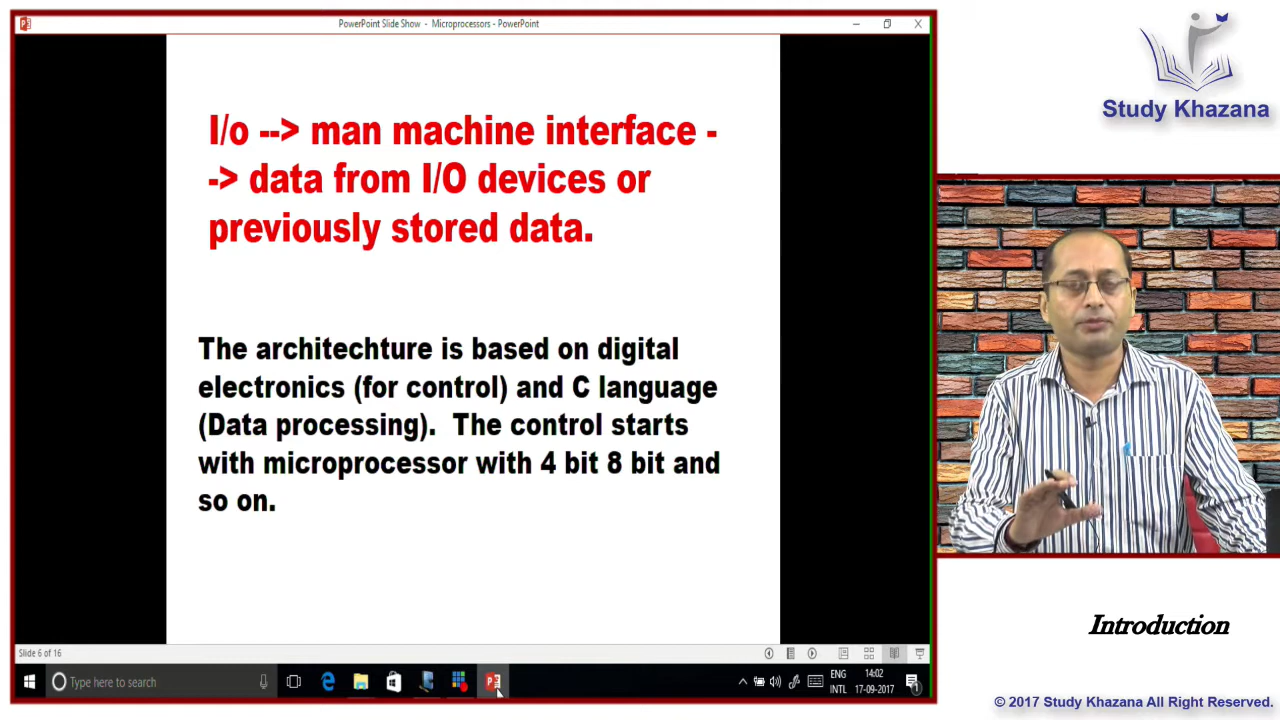 PowerPoint Slide Show - Microprocessors - PowerPoint
Study Khazana
I/o --> man machine interface -
-> data from I/O devices or
previously stored data.
The architechture is based on digital
electronics (for control) and C language
(Data processing). The control starts
with microprocessor with 4 bit 8 bit and
so on.
Introduction
Slide 6 of 16
Type here to search
ENG
INTL
14:02
17-09-2017
1
© 2017 Study Khazana All Right Reserved.